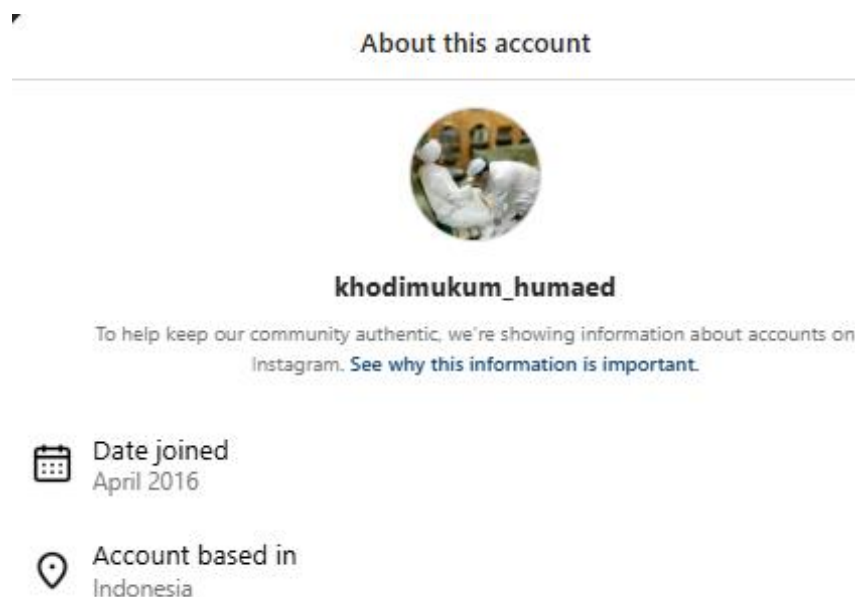 About this account
khodimukum_humaed
To help keep our community authentic, we're showing information about accounts on
Instagram. See why this information is important.
Date joined
April 2016
Account based in
Indonesia